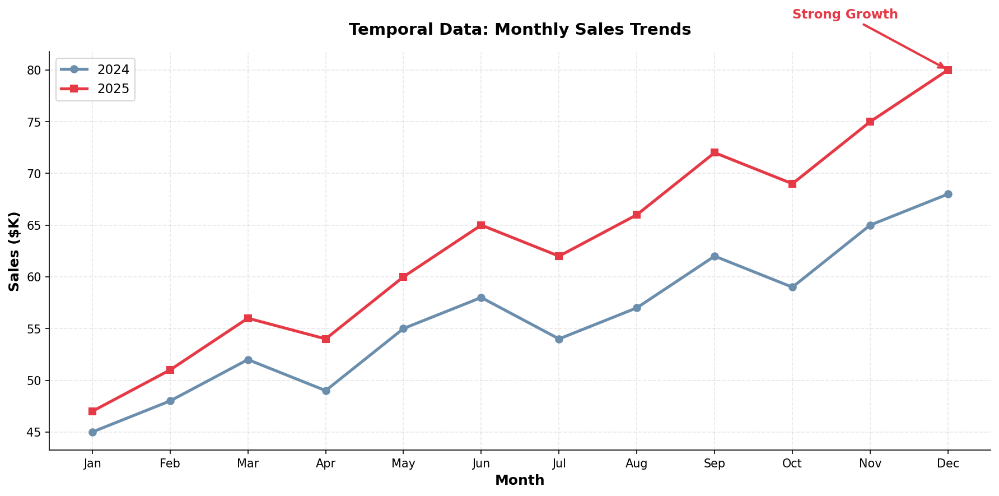 Strong Growth
Temporal Data: Monthly Sales Trends
2024
2025
80
75
70
65
60
55
50
45
Sales ($K)
Jan Feb Mar Apr May Jun Jul Aug Sep Oct Nov Dec
Month